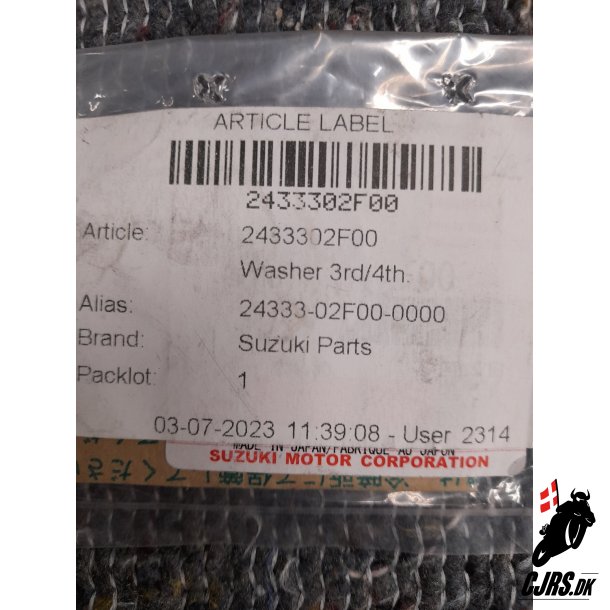 ARTICLE LABEL
2433302F00
Article: 2433302F00
Washer 3rd/4th.
Alias: 24333-02F00-0000
Brand: Suzuki Parts
Packlot: 1
03-07-2023 11:39:08 - User 2314
MADE IN JAPAN/FABRIQUE AU JAPON
SUZUKI MOTOR CORPORATION
CJRS.DK